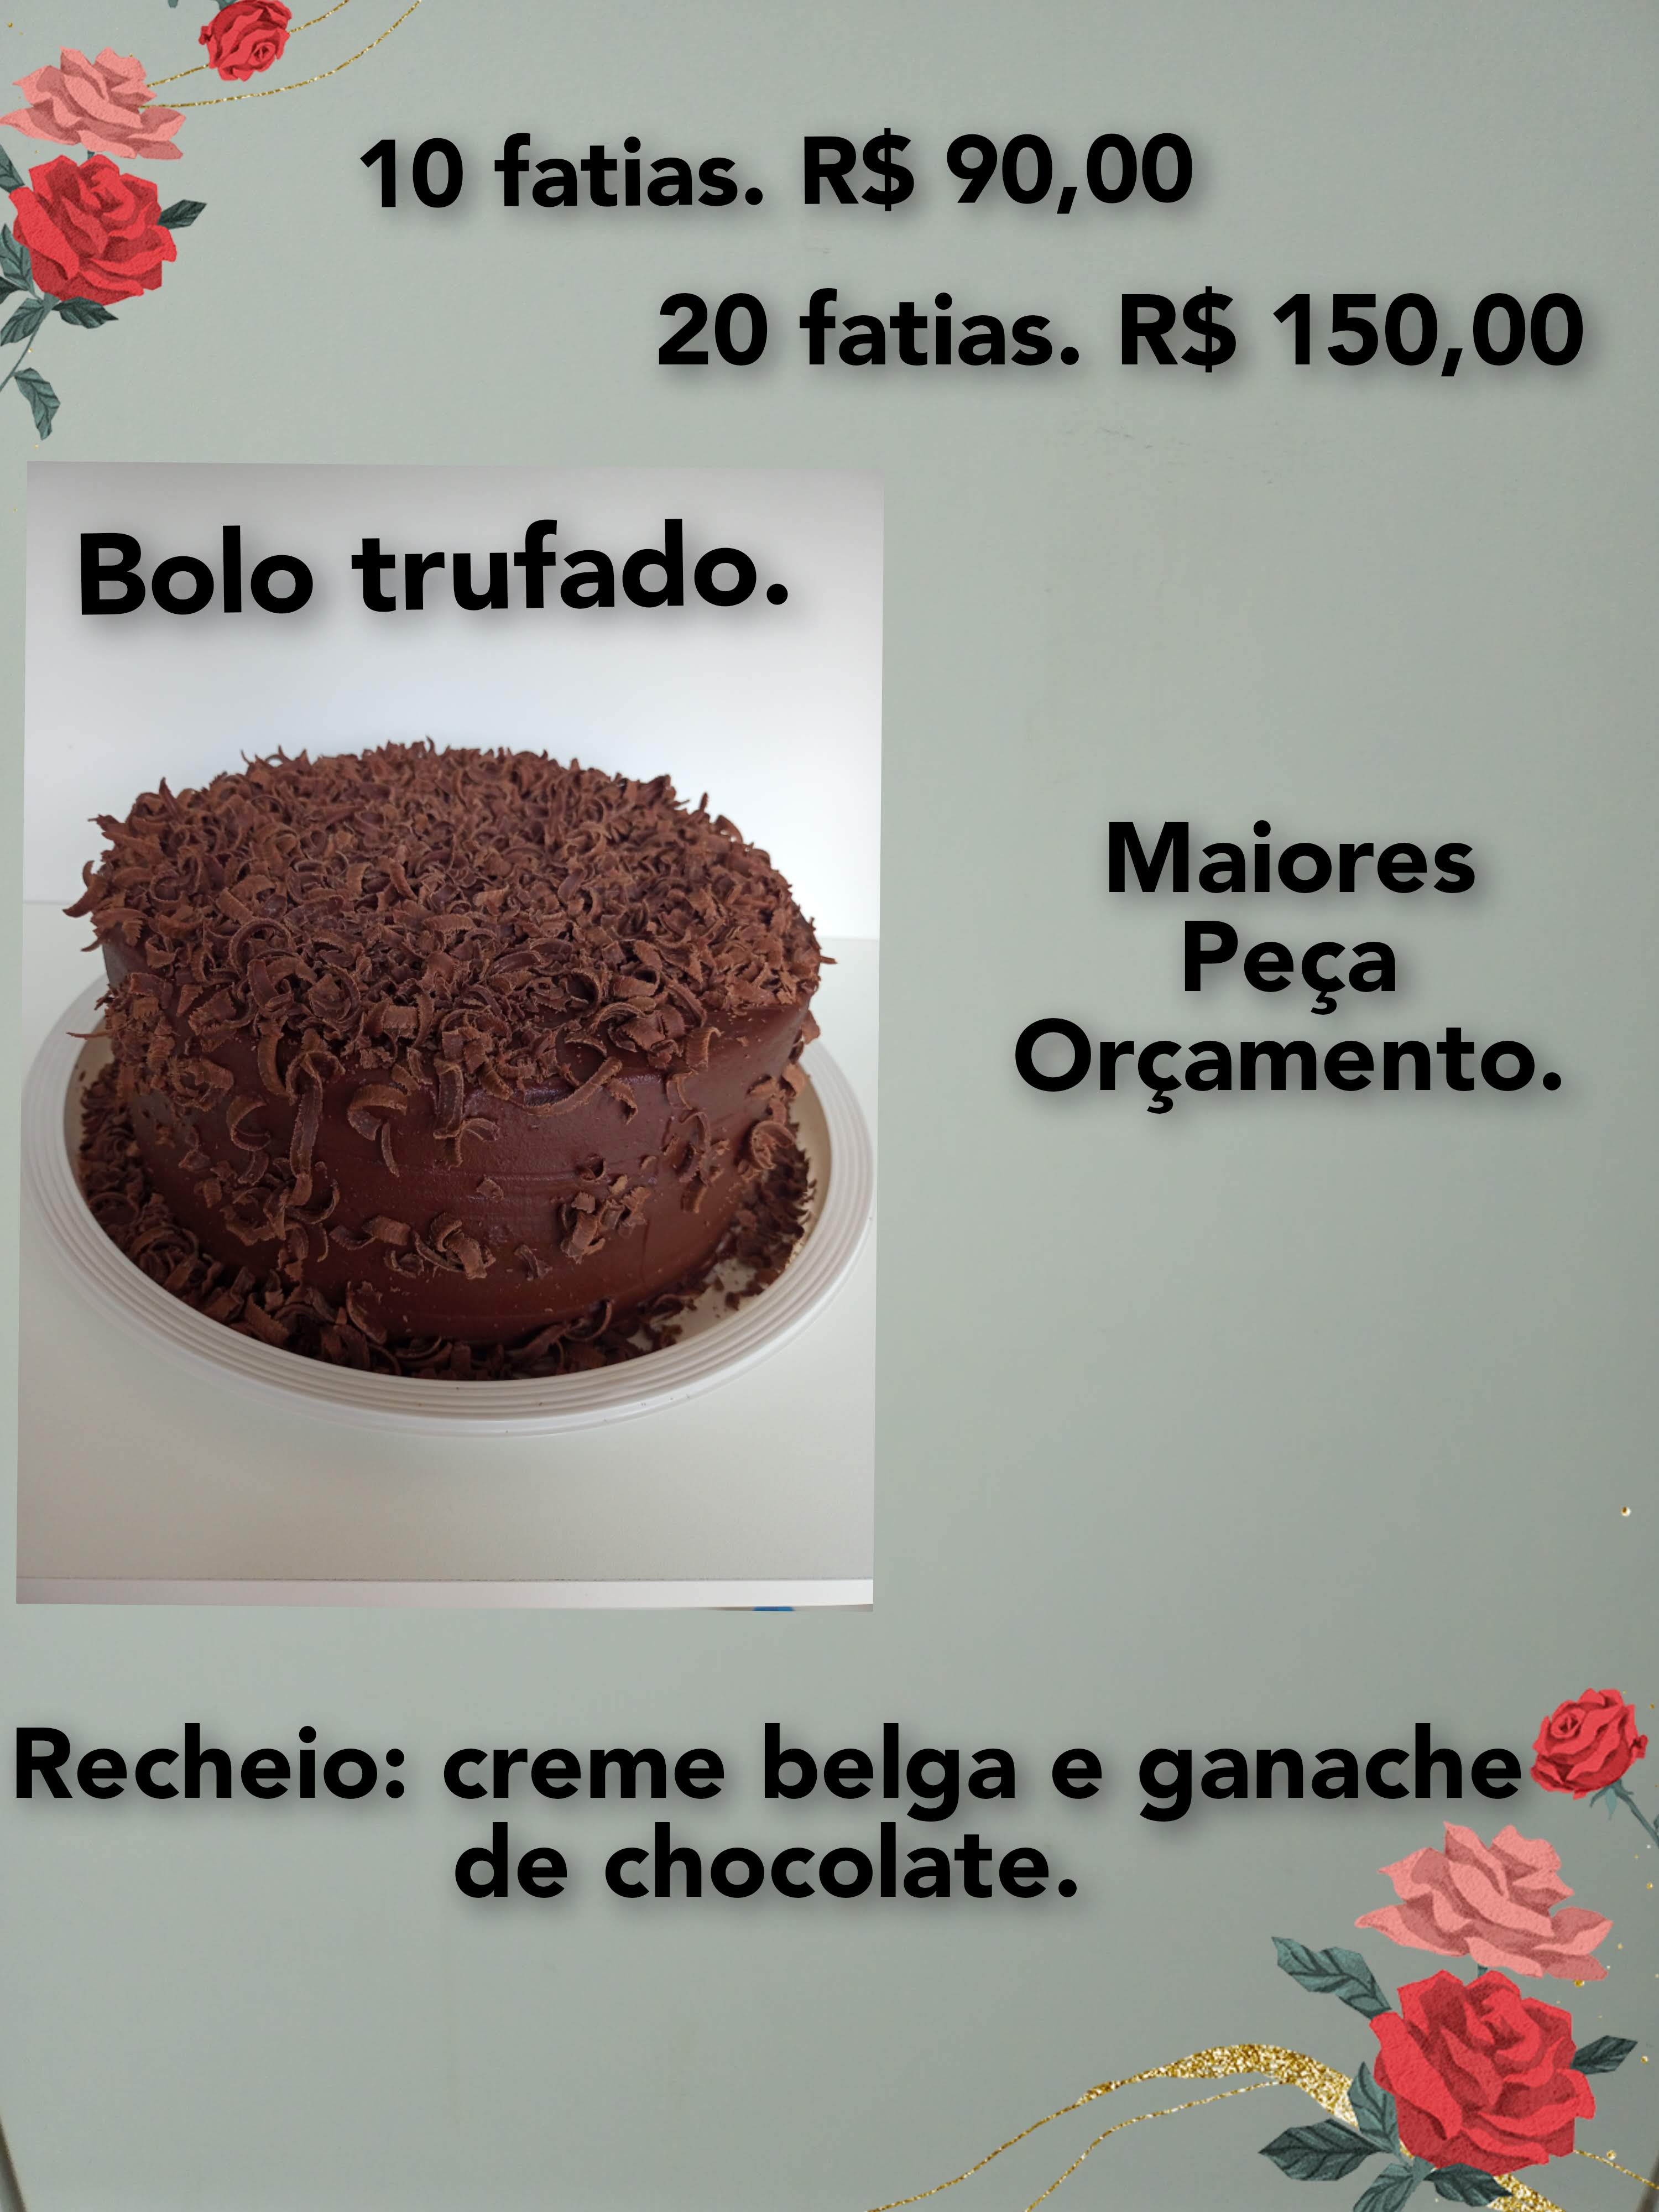 10 fatias. R$ 90,00
20 fatias. R$ 150,00
Bolo trufado.
Maiores
Peça
Orçamento.
Recheio: creme belga e ganache
de chocolate.